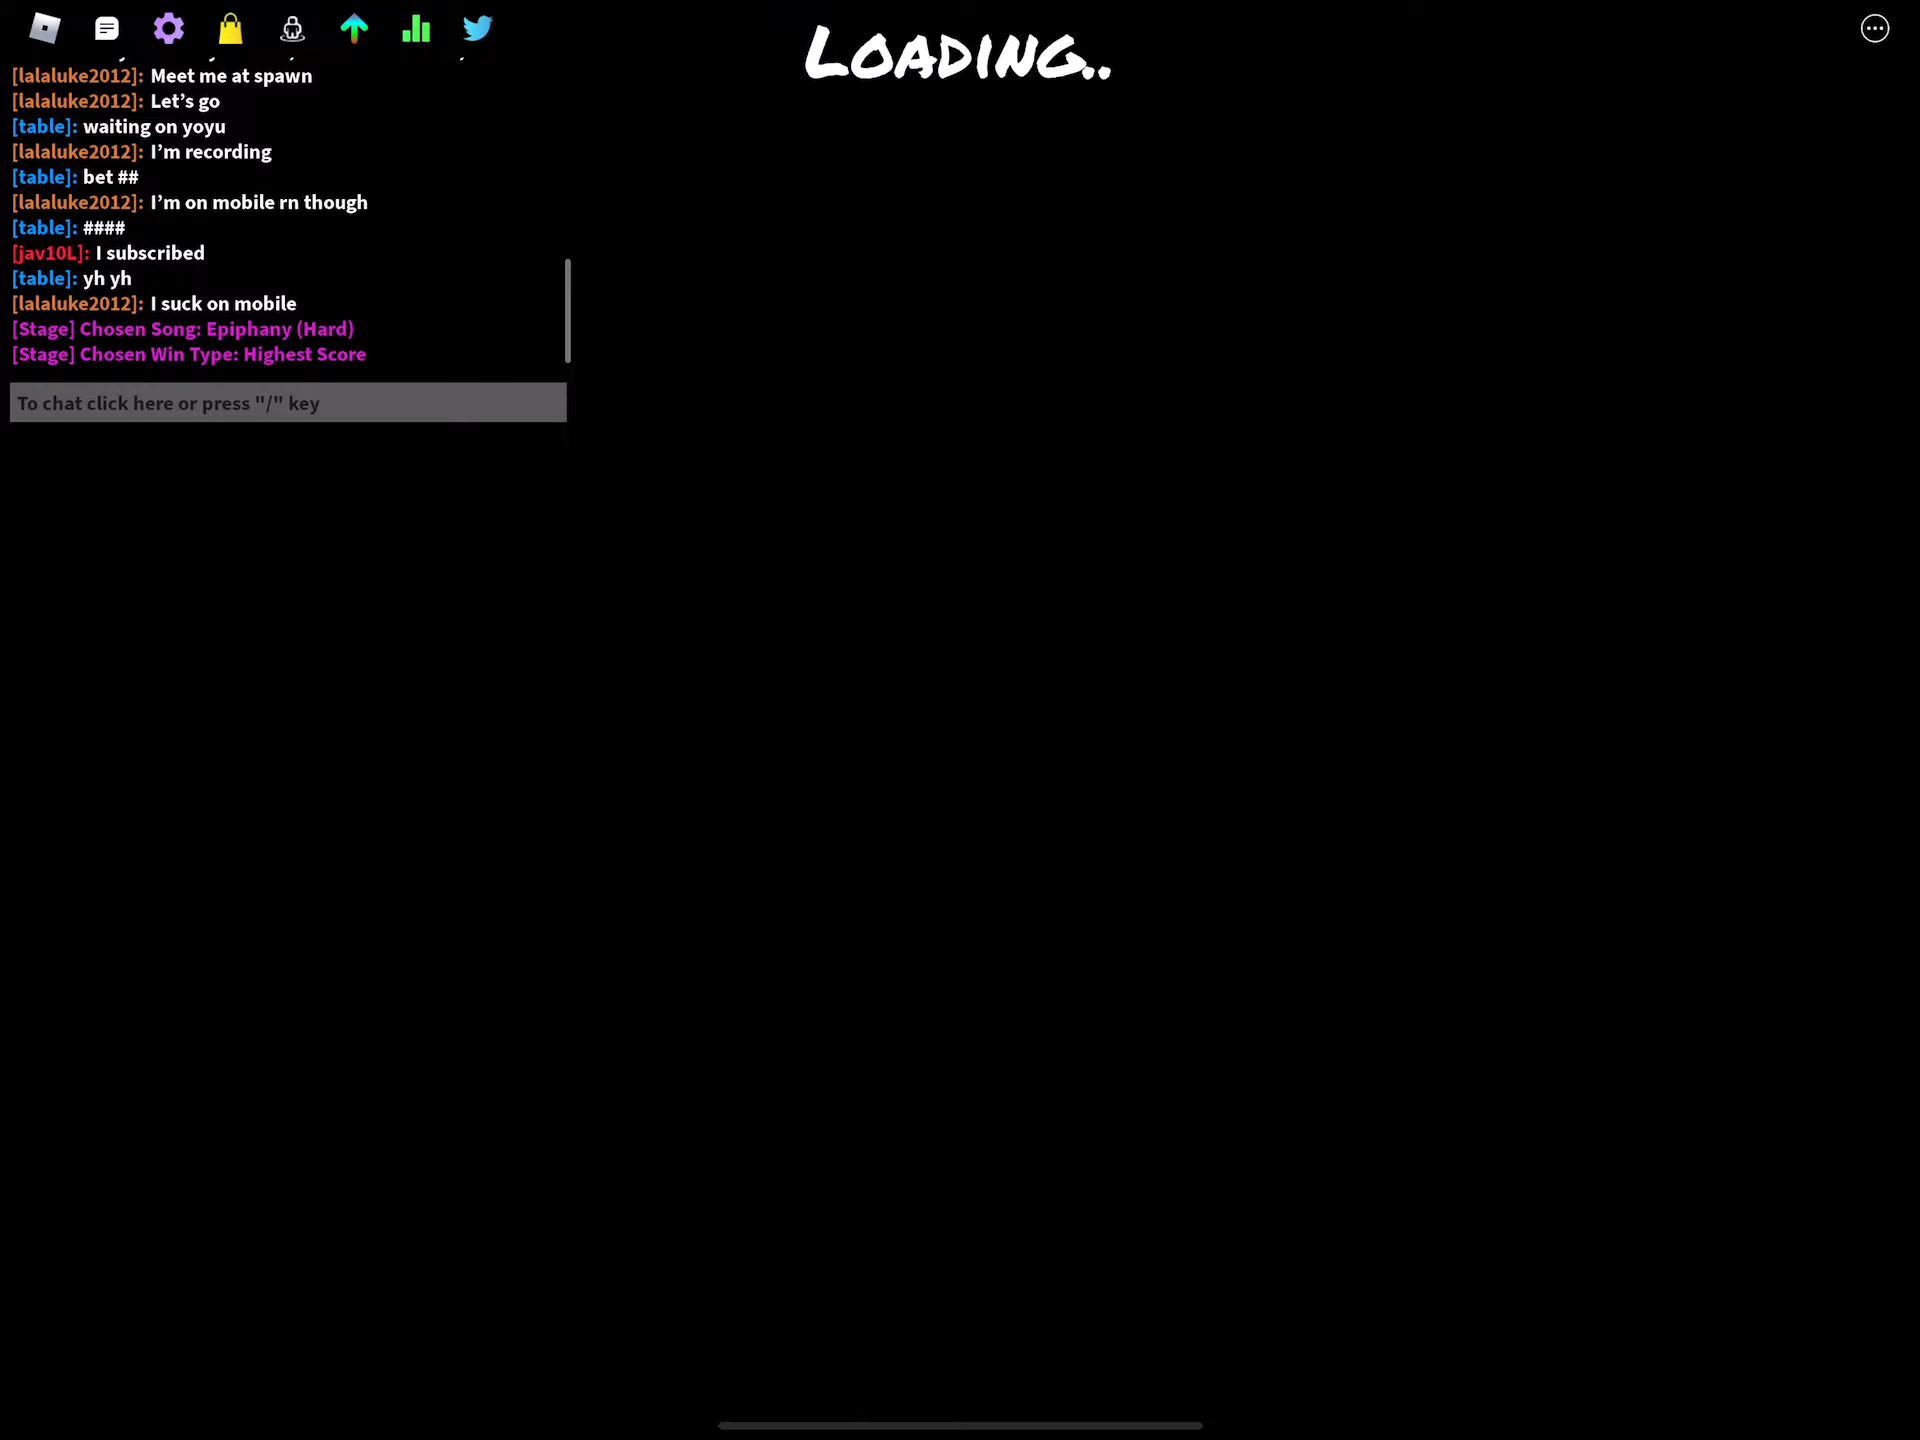 Loading..
[lalaluke2012]: Meet me at spawn
[lalaluke2012]: Let’s go
[table]: waiting on yoyu
[lalaluke2012]: I’m recording
[table]: bet ##
[lalaluke2012]: I’m on mobile rn though
[table]: ####
[jav10L]: I subscribed
[table]: yh yh
[lalaluke2012]: I suck on mobile
[Stage] Chosen Song: Epiphany (Hard)
[Stage] Chosen Win Type: Highest Score
To chat click here or press "/" key